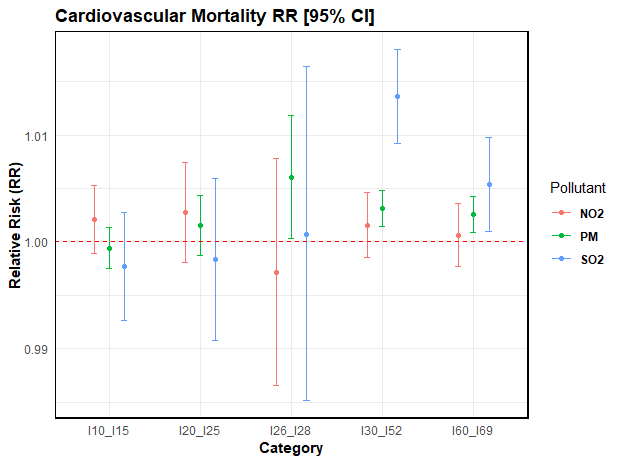 Cardiovascular Mortality RR [95% CI]
Relative Risk (RR)
1.01
1.00
0.99
I10_I15
I20_I25
I26_I28
I30_I52
I60_I69
Category
Pollutant
NO2
PM
SO2